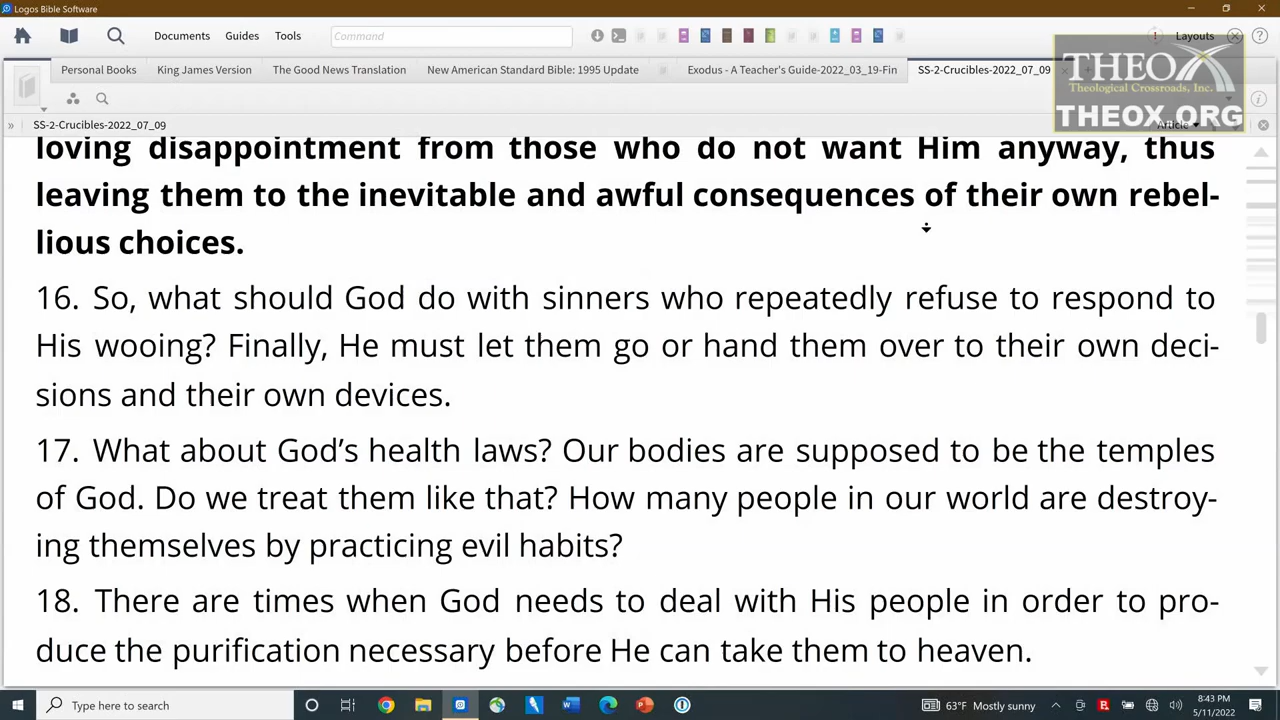 Logos Bible Software
Documents Guides Tools Command Layouts
Personal Books King James Version The Good News New American Standard Bible: 1995 Update Exodus - A Teacher's Guide-2022_03_19-Fin SS-2-Crucibles-2022_07_09
THEOX
Theological Crossroads, Inc.
THEOX.ORG
SS-2-Crucibles-2022_07_09 Article
loving disappointment from those who do not want Him anyway, thus
leaving them to the inevitable and awful consequences of their own rebel-
lious choices.
16. So, what should God do with sinners who repeatedly refuse to respond to
His wooing? Finally, He must let them go or hand them over to their own deci-
sions and their own devices.
17. What about God’s health laws? Our bodies are supposed to be the temples
of God. Do we treat them like that? How many people in our world are destroy-
ing themselves by practicing evil habits?
18. There are times when God needs to deal with His people in order to pro-
duce the purification necessary before He can take them to heaven.
Type here to search
63°F Mostly sunny
8:43 PM
5/11/2022